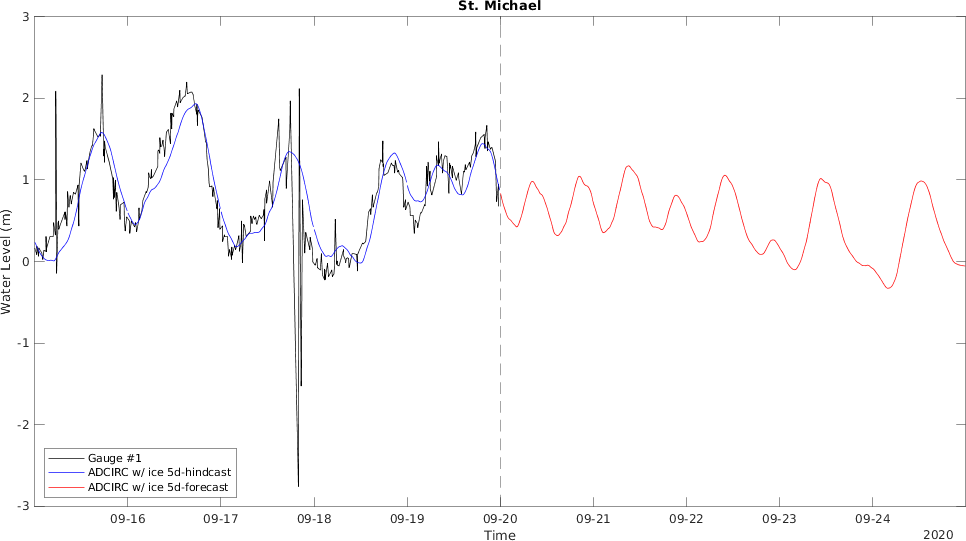 St. Michael
3
2
1
0
-1
-2
-3
Water Level (m)
Gauge #1
ADCIRC w/ ice 5d-hindcast
ADCIRC w/ ice 5d-forecast
09-16 09-17 09-18 09-19 09-20 09-21 09-22 09-23 09-24
Time
2020